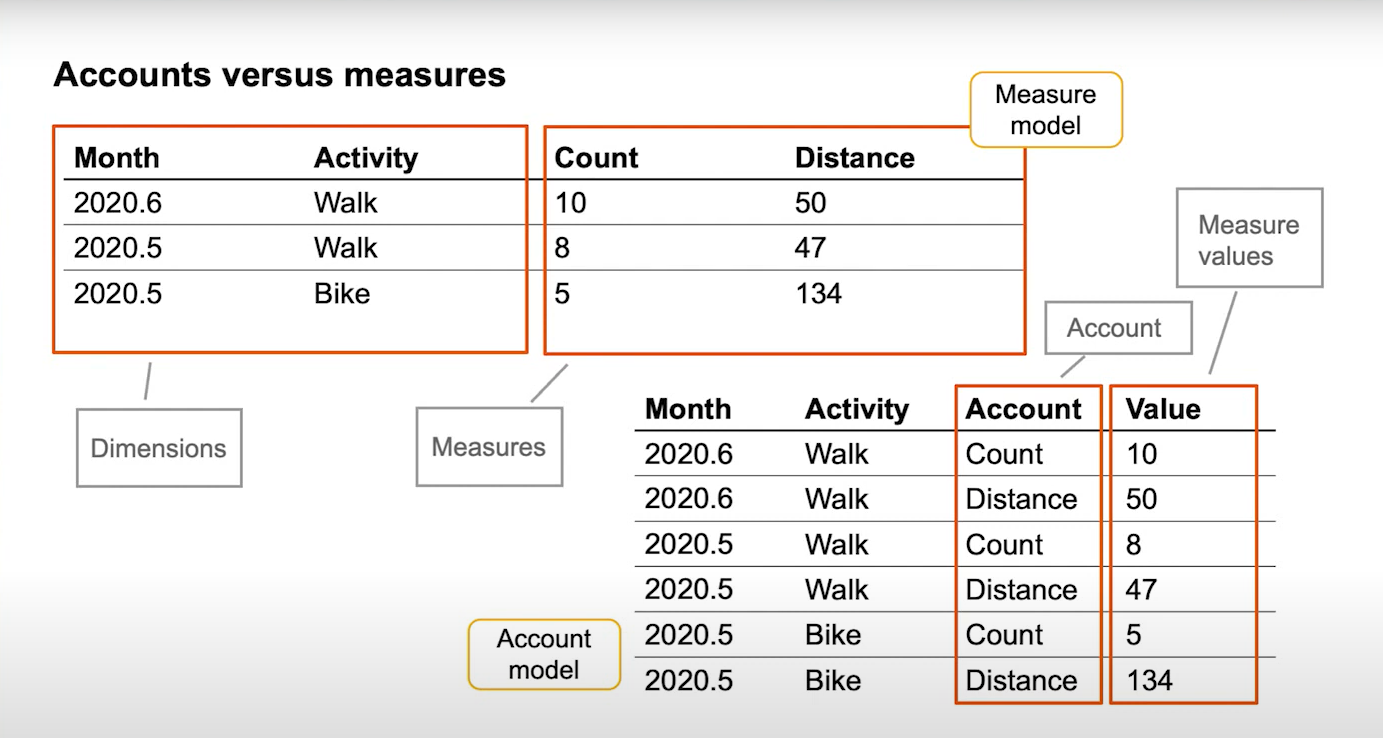 Accounts versus measures
Measure
model
Month Activity Count Distance
2020.6 Walk 10 50
2020.5 Walk 8 47
2020.5 Bike 5 134
Measure
values
Account
Dimensions
Measures
Month Activity Account Value
2020.6 Walk Count 10
2020.6 Walk Distance 50
2020.5 Walk Count 8
2020.5 Walk Distance 47
2020.5 Bike Count 5
2020.5 Bike Distance 134
Account
model